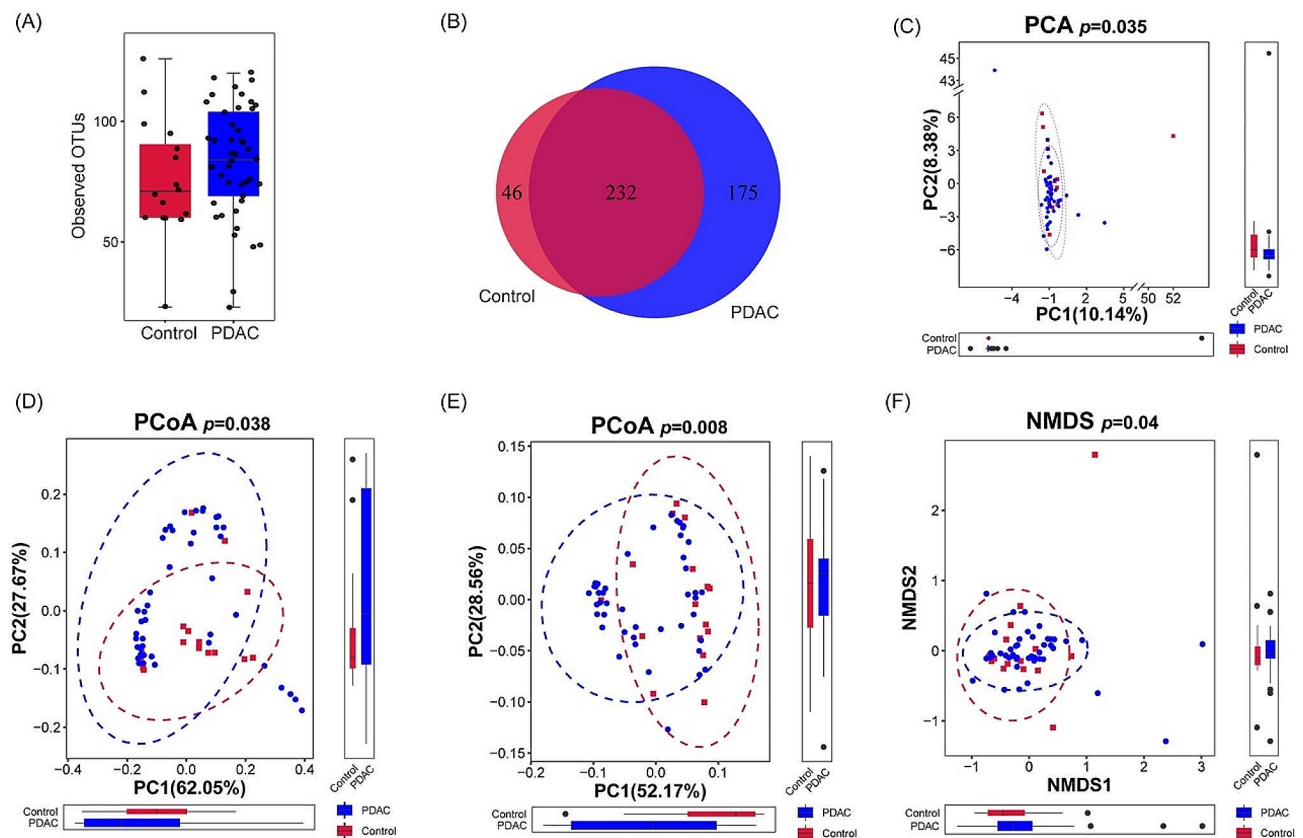 (A)
Observed OTUs
100
50
Control PDAC
(B)
46 232 175
Control
PDAC
(C)
PCA p=0.035
PC2(8.38%)
45
43
6
3
0
−3
−6
−4 −1 2 5 50 52
PC1(10.14%)
Control
PDAC
Control
PDAC
PDAC
Control
(D)
PCoA p=0.038
PC2(27.67%)
0.2
0.1
0.0
−0.1
−0.2
−0.4 −0.2 0.0 0.2 0.4
PC1(62.05%)
Control
PDAC
Control
PDAC
PDAC
Control
(E)
PCoA p=0.008
PC2(28.56%)
0.15
0.10
0.05
0.00
−0.05
−0.10
−0.15
−0.2 −0.1 0.0 0.1
PC1(52.17%)
Control
PDAC
Control
PDAC
PDAC
Control
(F)
NMDS p=0.04
NMDS2
2
1
0
−1
−1 0 1 2 3
NMDS1
Control
PDAC
Control
PDAC
PDAC
Control